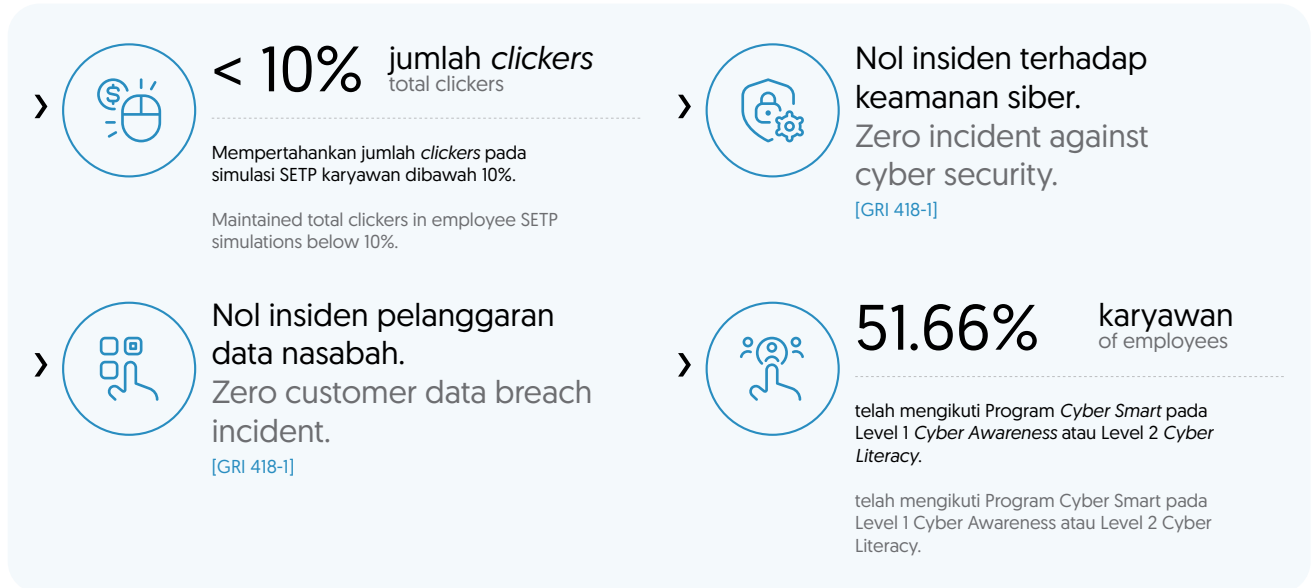 < 10%
jumlah clickers
total clickers
Mempertahankan jumlah clickers pada
simulasi SETP karyawan dibawah 10%.
Maintained total clickers in employee SETP
simulations below 10%.
Nol insiden terhadap
keamanan siber.
Zero incident against
cyber security.
[GRI 418-1]
Nol insiden pelanggaran
data nasabah.
Zero customer data breach
incident.
[GRI 418-1]
51.66%
karyawan
of employees
telah mengikuti Program Cyber Smart pada
Level 1 Cyber Awareness atau Level 2 Cyber
Literacy.
telah mengikuti Program Cyber Smart pada
Level 1 Cyber Awareness atau Level 2 Cyber
Literacy.